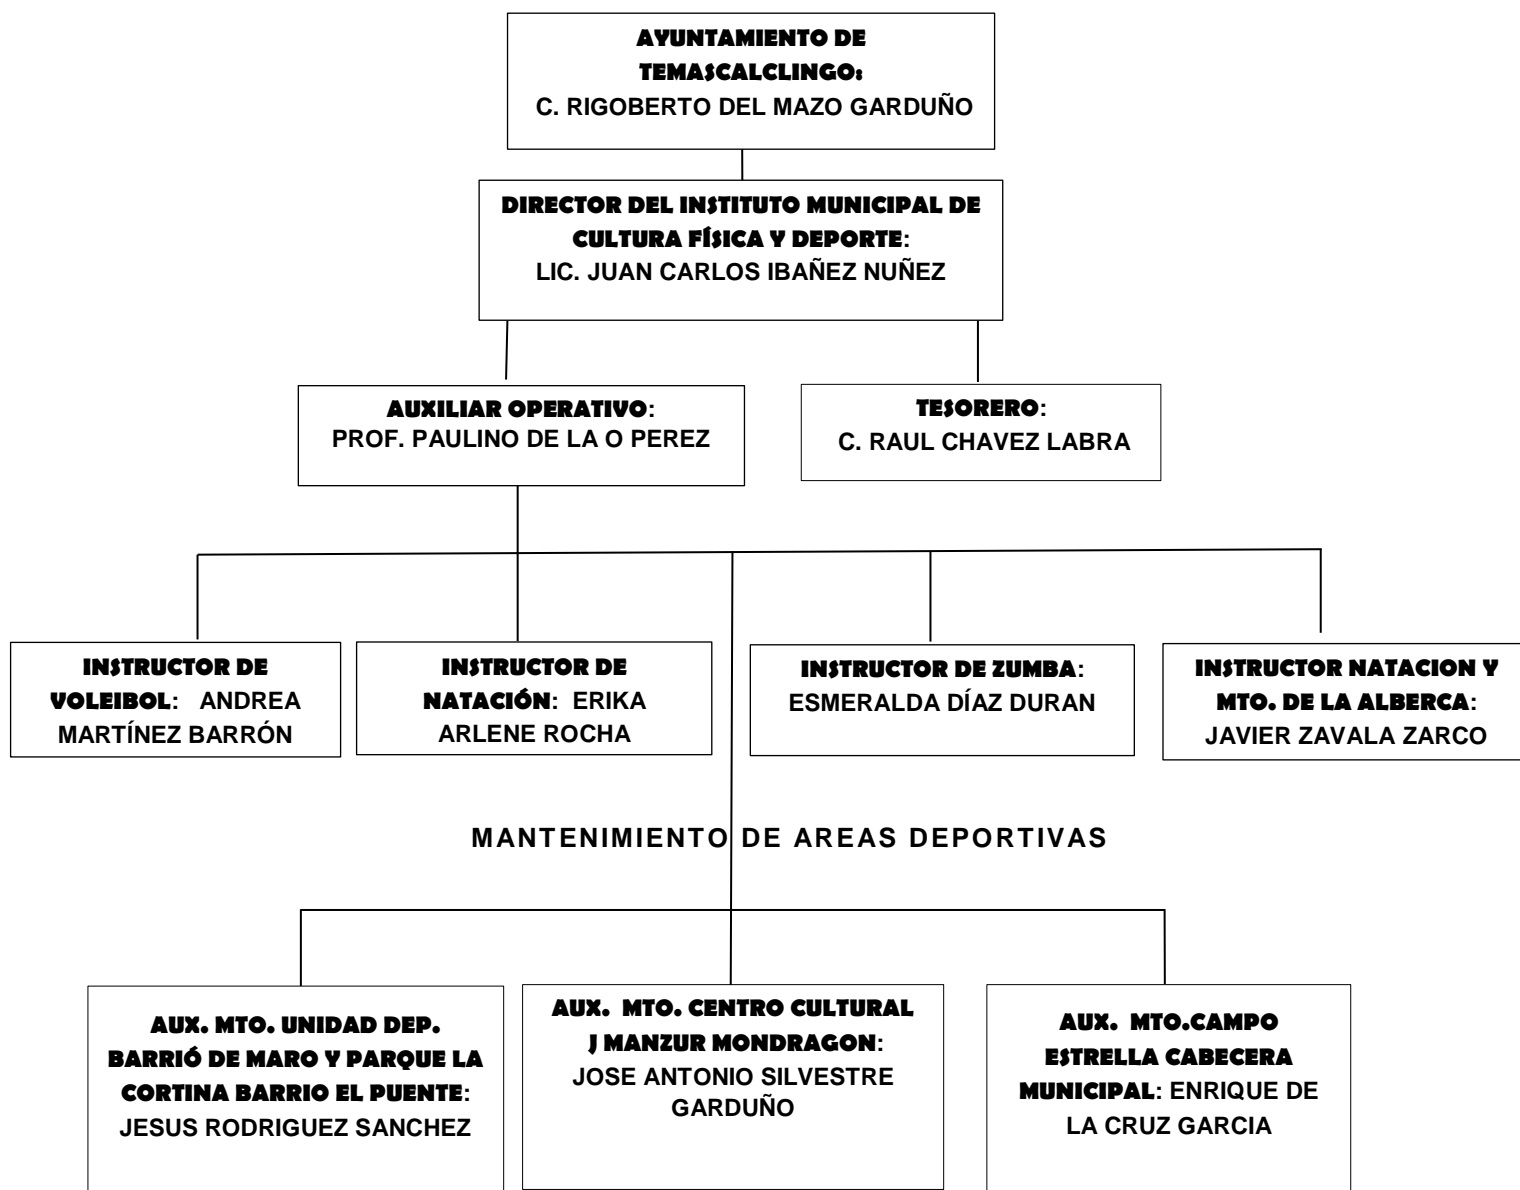 AYUNTAMIENTO DE
TEMASCALCLINGO:
C. RIGOBERTO DEL MAZO GARDUÑO
DIRECTOR DEL INSTITUTO MUNICIPAL DE
CULTURA FÍSICA Y DEPORTE:
LIC. JUAN CARLOS IBAÑEZ NUÑEZ
AUXILIAR OPERATIVO:
PROF. PAULINO DE LA O PEREZ
TESORERO:
C. RAUL CHAVEZ LABRA
INSTRUCTOR DE
VOLEIBOL: ANDREA
MARTÍNEZ BARRÓN
INSTRUCTOR DE
NATACIÓN: ERIKA
ARLENE ROCHA
INSTRUCTOR DE ZUMBA:
ESMERALDA DÍAZ DURAN
INSTRUCTOR NATACION Y
MTO. DE LA ALBERCA:
JAVIER ZAVALA ZARCO
MANTENIMIENTO DE AREAS DEPORTIVAS
AUX. MTO. UNIDAD DEP.
BARRIÓ DE MARO Y PARQUE LA
CORTINA BARRIO EL PUENTE:
JESUS RODRIGUEZ SANCHEZ
AUX. MTO. CENTRO CULTURAL
J MANZUR MONDRAGON:
JOSE ANTONIO SILVESTRE
GARDUÑO
AUX. MTO.CAMPO
ESTRELLA CABECERA
MUNICIPAL: ENRIQUE DE
LA CRUZ GARCIA